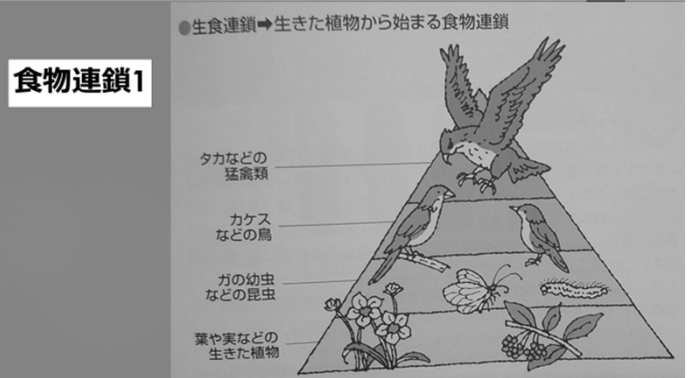 食物連鎖1
●生食連鎖➡生きた植物から始まる食物連鎖
タカなどの
猛禽類
カケス
などの鳥
ガの幼虫
などの昆虫
葉や実などの
生きた植物